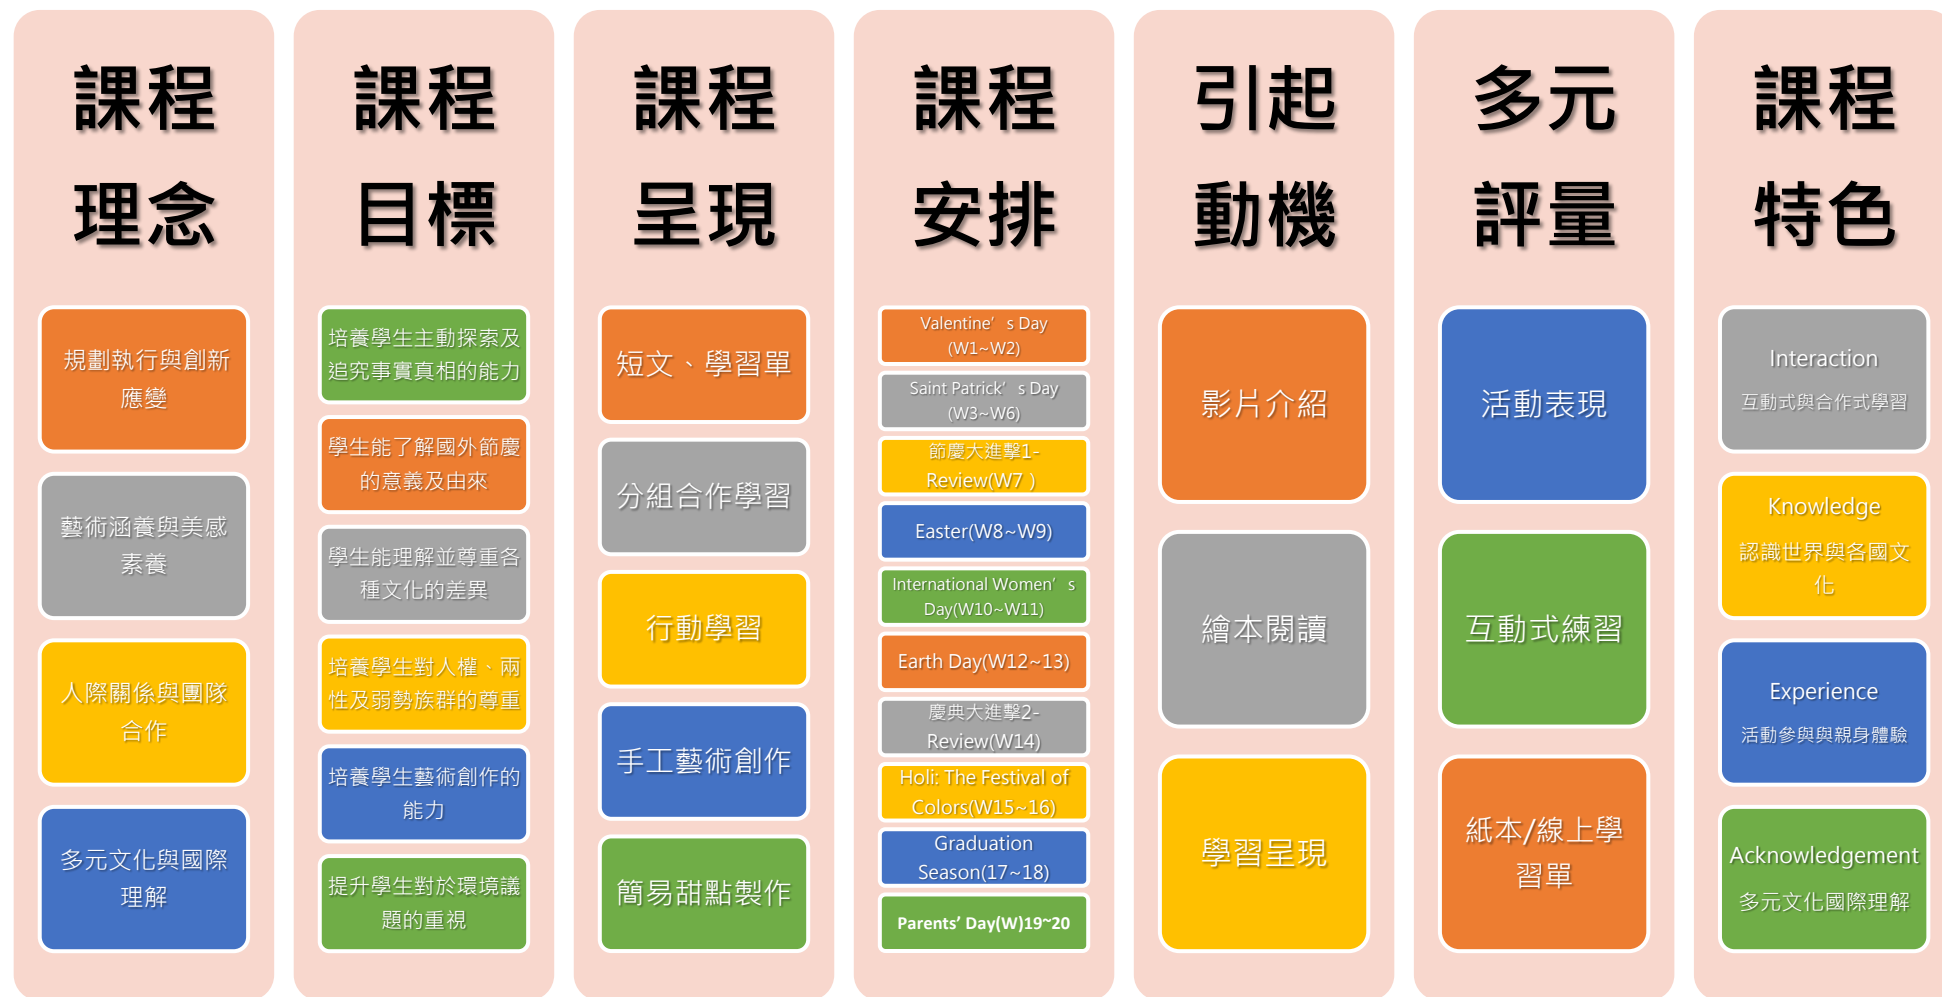 課程
理念
規劃執行與創新
應變
藝術涵養與美感
素養
人際關係與團隊
合作
多元文化與國際
理解
課程
目標
培養學生主動探索及
追究事實真相的能力
學生能了解國外節慶
的意義及由來
學生能理解並尊重各
種文化的差異
培養學生對人權、兩
性及弱勢族群的尊重
培養學生藝術創作的
能力
提升學生對於環境議
題的重視
課程
呈現
短文、學習單
分組合作學習
行動學習
手工藝術創作
簡易甜點製作
課程
安排
Valentine’s Day
(W1~W2)
Saint Patrick’s Day
(W3~W6)
節慶大進擊1-
Review(W7 )
Easter(W8~W9)
International Women’s
Day(W10~W11)
Earth Day(W12~13)
慶典大進擊2-
Review(W14)
Holi: The Festival of
Colors(W15~16)
Graduation
Season(17~18)
Parents’ Day(W)19~20
引起
動機
影片介紹
繪本閱讀
學習呈現
多元
評量
活動表現
互動式練習
紙本/線上學
習單
課程
特色
Interaction
互動式與合作式學習
Knowledge
認識世界與各國文
化
Experience
活動參與與親身體驗
Acknowledgement
多元文化國際理解